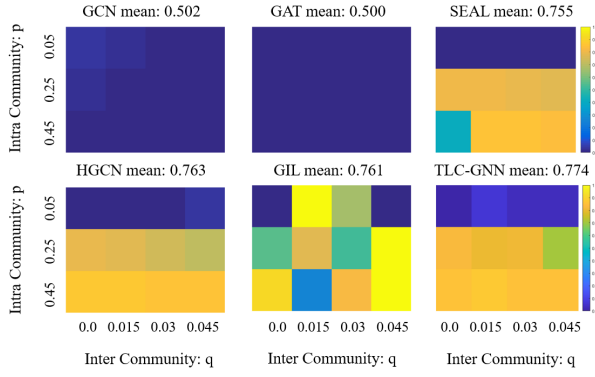 GCN mean: 0.502
GAT mean: 0.500
SEAL mean: 0.755
Intra Community: p
0.05
0.25
0.45
HGCN mean: 0.763
GIL mean: 0.761
TLC-GNN mean: 0.774
Intra Community: p
0.05
0.25
0.45
0.0 0.015 0.03 0.045
0.0 0.015 0.03 0.045
0.0 0.015 0.03 0.045
Inter Community: q
Inter Community: q
Inter Community: q